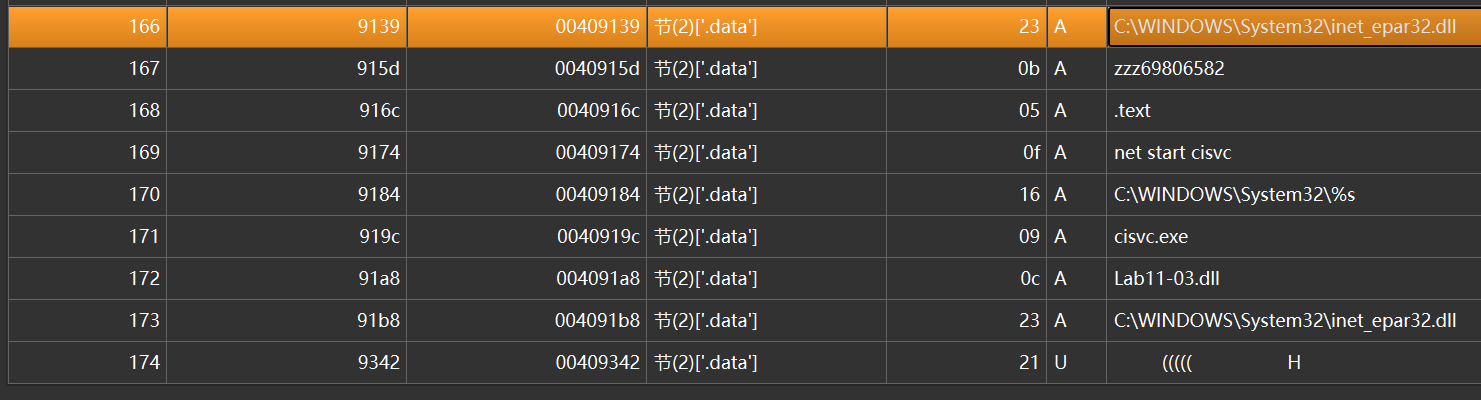 166 9139 00409139 节(2)['.data'] 23 A C:\WINDOWS\System32\inet_epar32.dll
167 915d 0040915d 节(2)['.data'] 0b A zzz69806582
168 916c 0040916c 节(2)['.data'] 05 A .text
169 9174 00409174 节(2)['.data'] 0f A net start cisvc
170 9184 00409184 节(2)['.data'] 16 A C:\WINDOWS\System32\%s
171 919c 0040919c 节(2)['.data'] 09 A cisvc.exe
172 91a8 004091a8 节(2)['.data'] 0c A Lab11-03.dll
173 91b8 004091b8 节(2)['.data'] 23 A C:\WINDOWS\System32\inet_epar32.dll
174 9342 00409342 节(2)['.data'] 21 U ((((( H